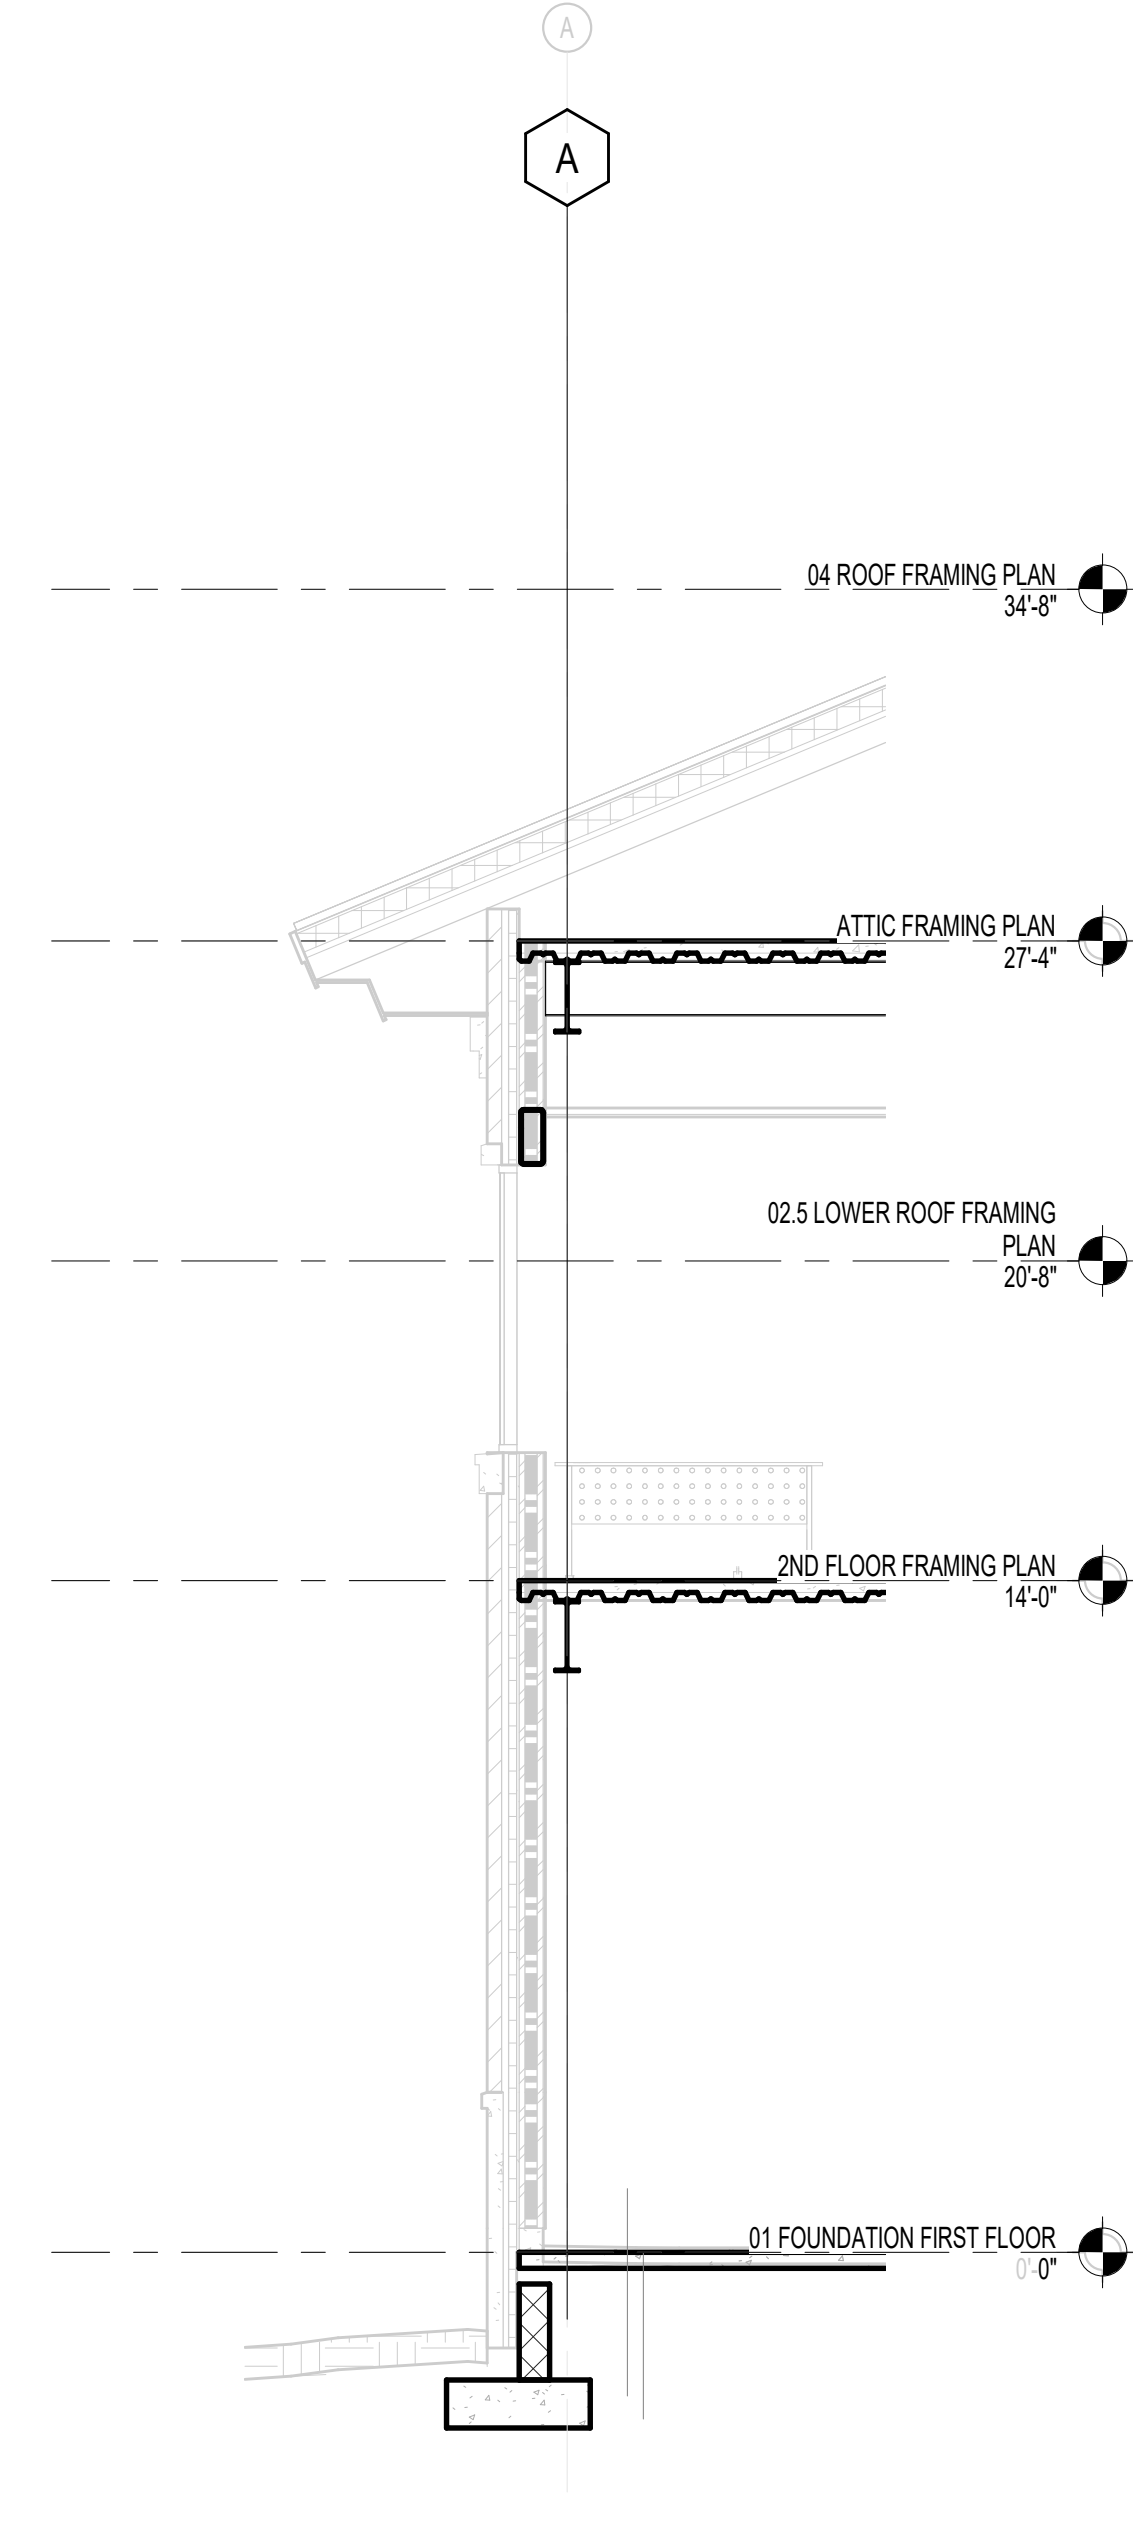 A
A
04 ROOF FRAMING PLAN
34'-8"
ATTIC FRAMING PLAN
27'-4"
02.5 LOWER ROOF FRAMING
PLAN
20'-8"
2ND FLOOR FRAMING PLAN
14'-0"
01 FOUNDATION FIRST FLOOR
0'-0"